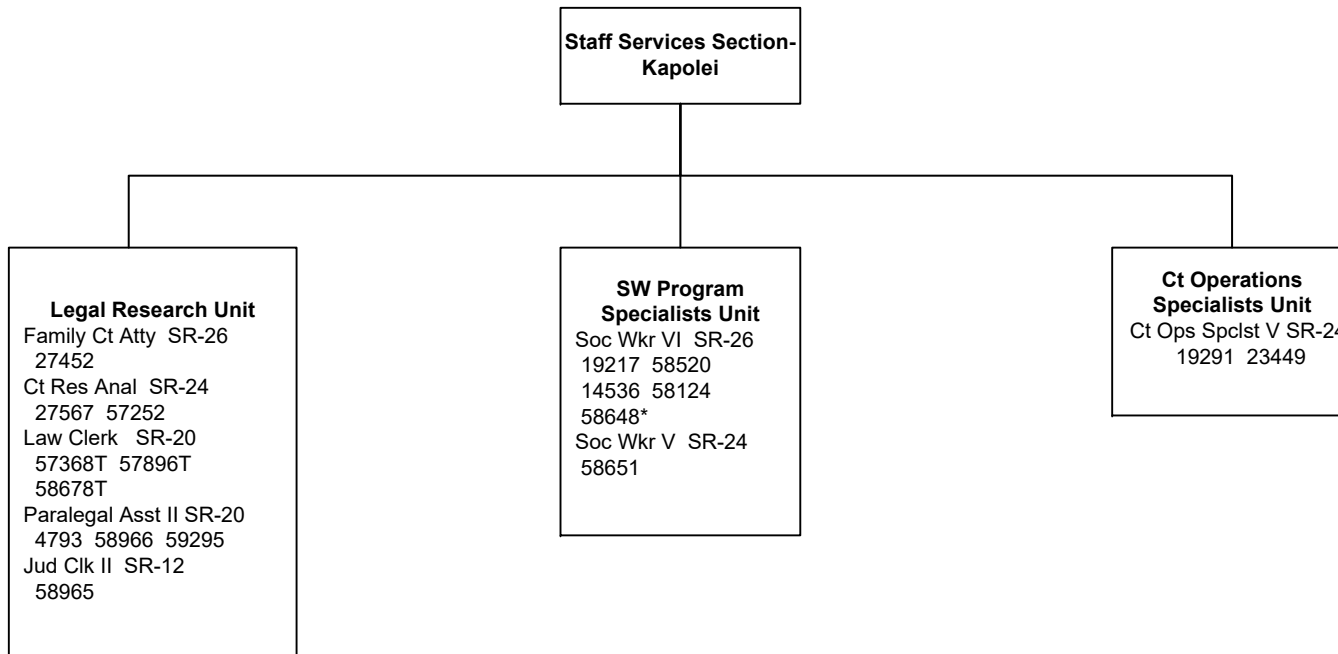 Staff Services Section-
Kapolei
Legal Research Unit
Family Ct Atty SR-26
27452
Ct Res Anal SR-24
27567 57252
Law Clerk SR-20
57368T 57896T
58678T
Paralegal Asst II SR-20
4793 58966 59295
Jud Clk II SR-12
58965
SW Program
Specialists Unit
Soc Wkr VI SR-26
19217 58520
14536 58124
58648*
Soc Wkr V SR-24
58651
Ct Operations
Specialists Unit
Ct Ops Spclst V SR-24
19291 23449